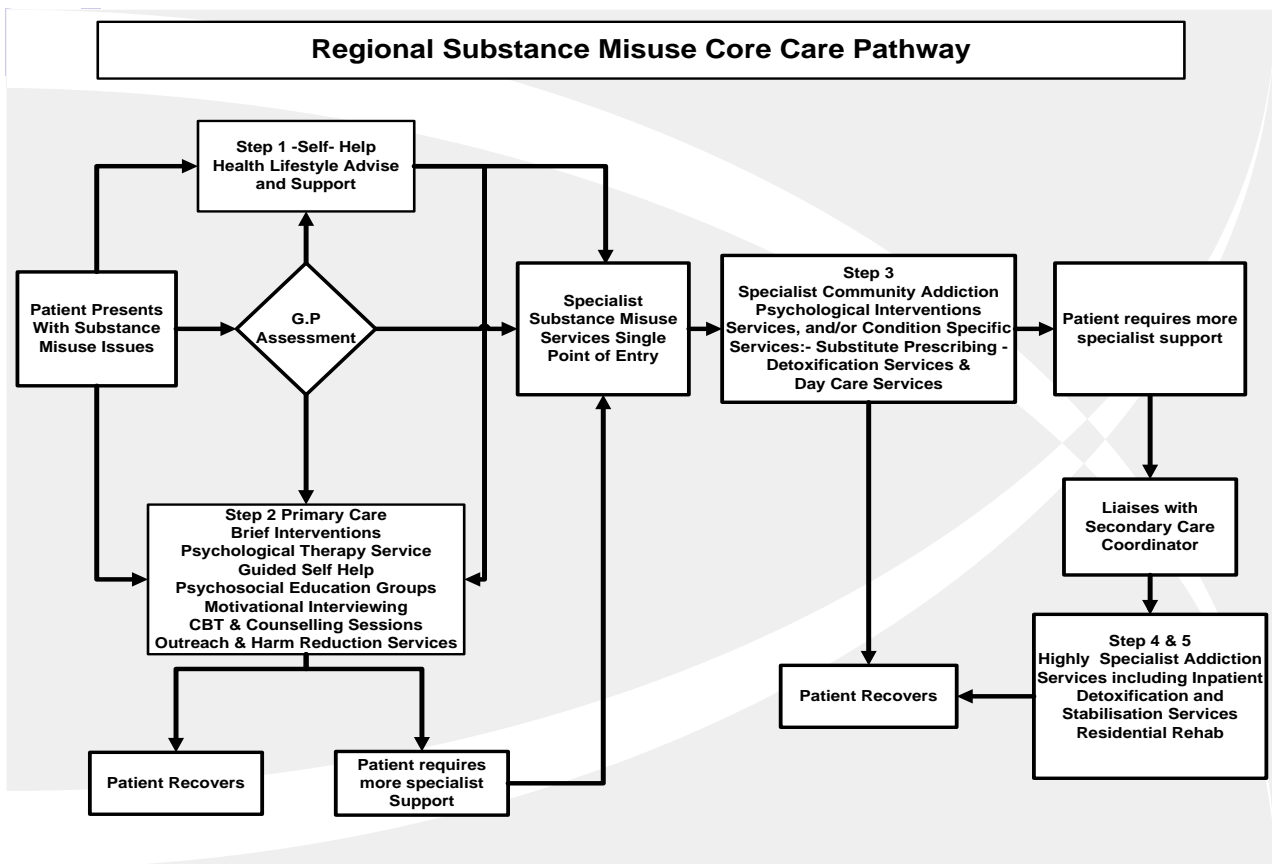 Regional Substance Misuse Core Care Pathway
Step 1 -Self- Help
Health Lifestyle Advise
and Support
Patient Presents
With Substance
Misuse Issues
G.P
Assessment
Specialist
Substance Misuse
Services Single
Point of Entry
Step 3
Specialist Community Addiction
Psychological Interventions
Services, and/or Condition Specific
Services:- Substitute Prescribing -
Detoxification Services &
Day Care Services
Patient requires more
specialist support
Step 2 Primary Care
Brief Interventions
Psychological Therapy Service
Guided Self Help
Psychosocial Education Groups
Motivational Interviewing
CBT & Counselling Sessions
Outreach & Harm Reduction Services
Liaises with
Secondary Care
Coordinator
Step 4 & 5
Highly Specialist Addiction
Services including Inpatient
Detoxification and
Stabilisation Services
Residential Rehab
Patient Recovers
Patient Recovers
Patient requires
more specialist
Support